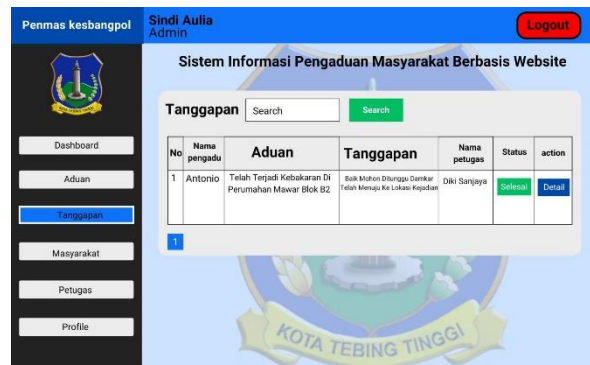 Penmas kesbangpol
Sindi Aulia
Admin
Logout
Sistem Informasi Pengaduan Masyarakat Berbasis Website
KOTA TEBING TINGGI
Tanggapan
Search
Search
Dashboard
Aduan
Tanggapan
Masyarakat
Petugas
Profile
No
Nama
pengadu
Aduan
Tanggapan
Nama
petugas
Status
action
1
Antonio
Telah Terjadi Kebakaran Di
Perumahan Mawar Blok B2
Baik Mohon Ditunggu Damkar
Telah Menuju Ke Lokasi Kejadian
Diki Sanjaya
Selesai
Detail
1
KOTA TEBING TINGGI